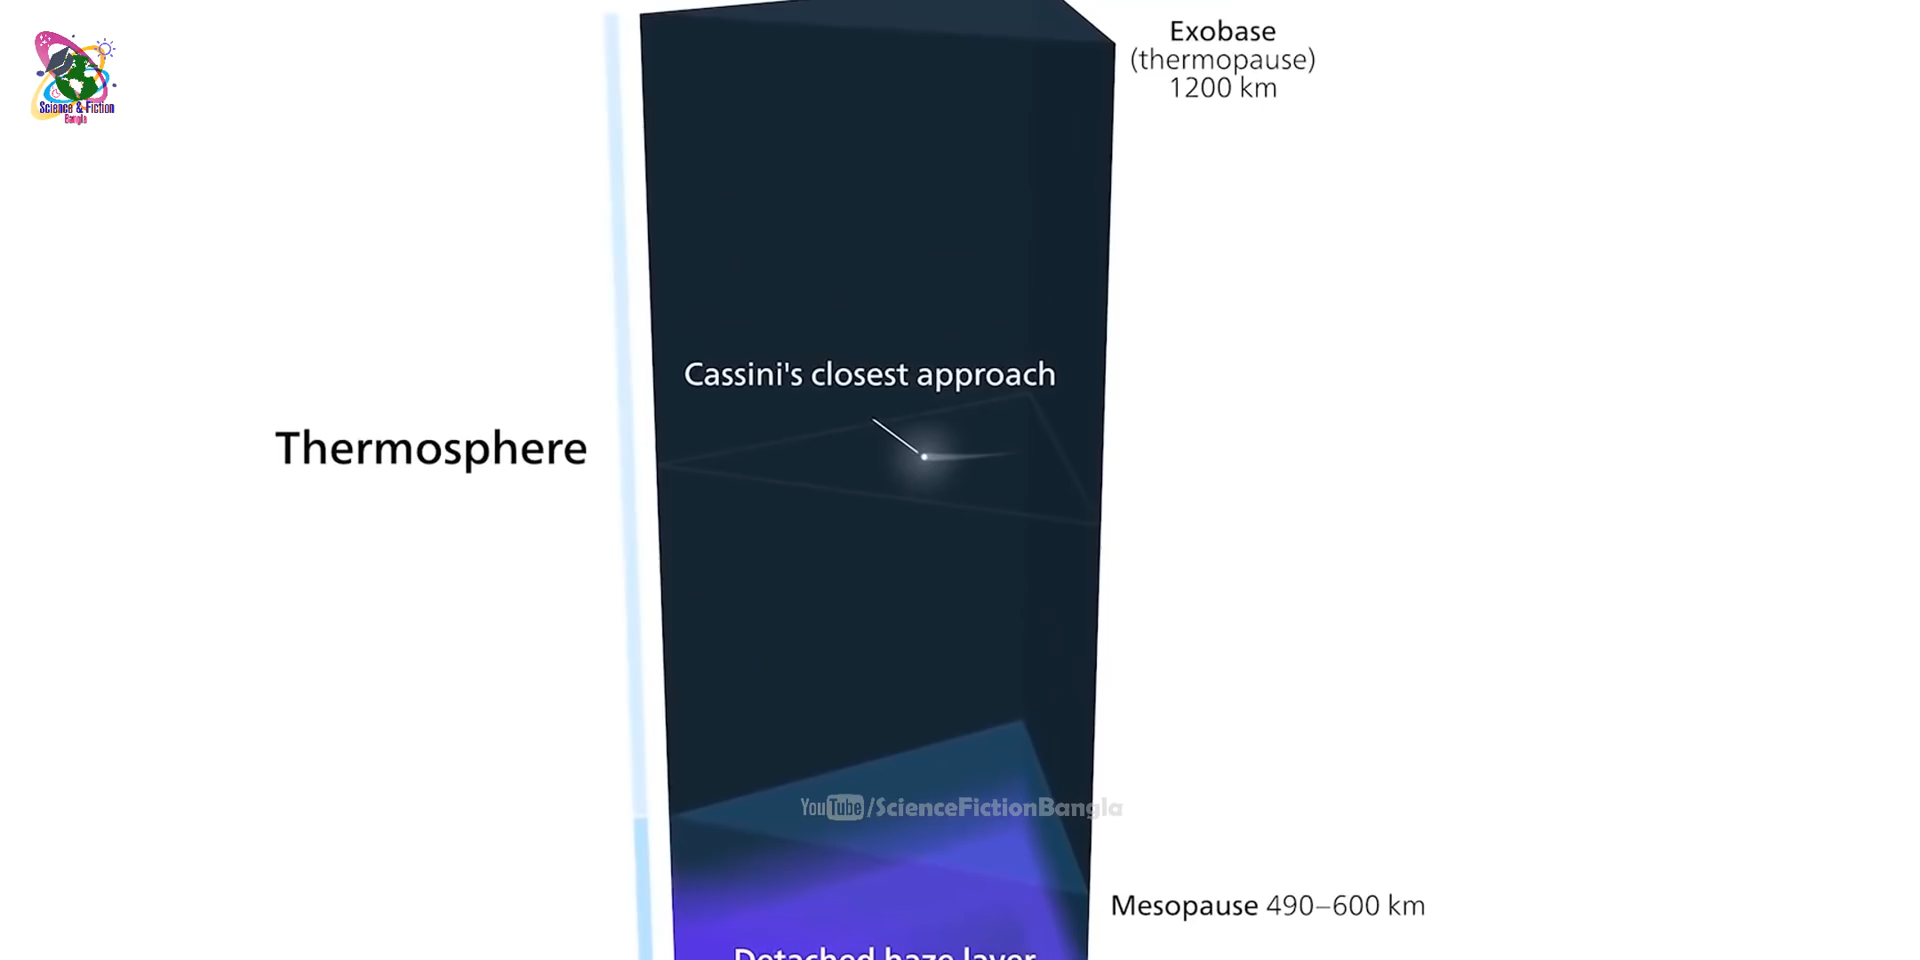 Science & Fiction
Bangla
Exobase
(thermopause)
1200 km
Cassini's closest approach
Thermosphere
YouTube/ScienceFictionBangla
Mesopause 490–600 km
Detached haze layer